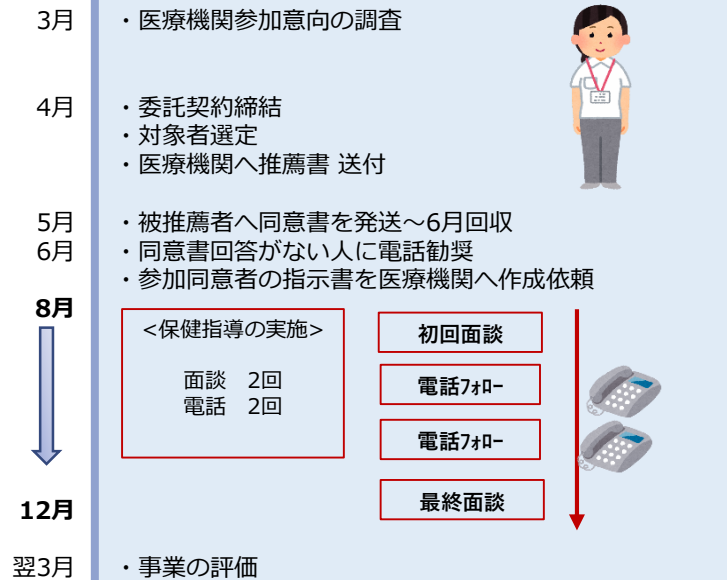 3月 ・医療機関参加意向の調査
4月 ・委託契約締結
・対象者選定
・医療機関へ推薦書 送付
5月 ・被推薦者へ同意書を発送～6月回収
6月 ・同意書回答がない人に電話勧奨
・参加同意者の指示書を医療機関へ作成依頼
8月
<保健指導の実施>
面談 2回
電話 2回
初回面談
電話ﾌｫﾛｰ
電話ﾌｫﾛｰ
最終面談
12月
翌3月 ・事業の評価